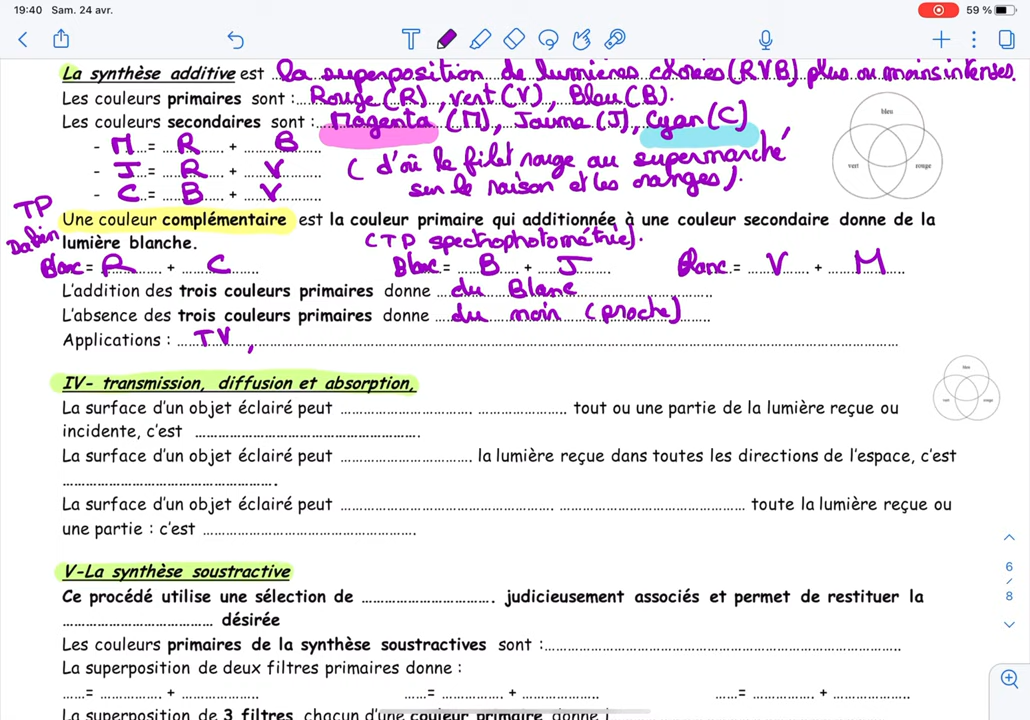 19:40 Sam. 24 avr.
59 %
La synthèse additive est la superposition de lumières colorées (RVB) plus ou moins intenses.
Les couleurs primaires sont : Rouge (R), vert (V), Bleu (B).
Les couleurs secondaires sont : Magenta (M), Jaune (J), Cyan (C)
- M = R + B
(d'où le filet rouge au supermarché
- J = R + V
sur le raison et les oranges).
- C = B + V
bleu
vert
rouge
TP
Une couleur complémentaire est la couleur primaire qui additionnée à une couleur secondaire donne de la
lumière blanche. (TP spectrophotométrie).
Blanc = R + C Blanc = B + J Blanc = V + M
L'addition des trois couleurs primaires donne du Blanc
L'absence des trois couleurs primaires donne du noir (proche)
Applications : TV,
IV- transmission, diffusion et absorption,
bleu
vert
rouge
La surface d'un objet éclairé peut ............................ ...................... tout ou une partie de la lumière reçue ou
incidente, c'est .......................................
La surface d'un objet éclairé peut ............................ la lumière reçue dans toutes les directions de l'espace, c'est
.............................................
La surface d'un objet éclairé peut ............................................. ....................................... toute la lumière reçue ou
une partie : c'est .............................................
V-La synthèse soustractive
Ce procédé utilise une sélection de ............................ judicieusement associés et permet de restituer la
................................ désirée
Les couleurs primaires de la synthèse soustractives sont :.......................................
La superposition de deux filtres primaires donne :
......= .............. + .................. ......= .............. + .................. ......= .............. + ..................
La superposition de 3 filtres, chacun d'une couleur primaire donne
6
/
8